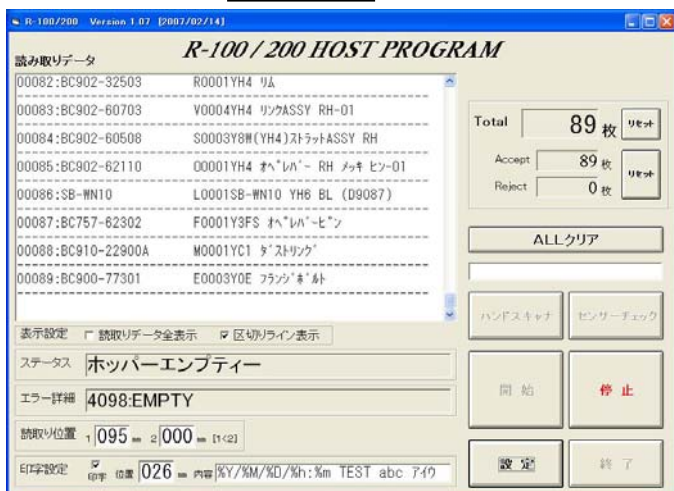 R-100/200 Version 1.07 [2007/02/14]
R-100 / 200 HOST PROGRAM
読み取りデータ
00082:BC902-32503 R0001YH4 リム
00083:BC902-60703 V0004YH4 リンクASSY RH-01
00084:BC902-60508 S0003Y8W(YH4)ストラットASSY RH
00085:BC902-62110 O0001YH4 オペレバー RH メッキ ピン-01
00086:SB-WN10 L0001SB-WN10 YH6 BL (D9087)
00087:BC757-62302 F0001Y3FS オペレバーピン
00088:BC910-22900A M0001YC1 ダストリング
00089:BC900-77301 E0003Y0E フランジボルト
Total 89 枚 リセット
Accept 89 枚 リセット
Reject 0 枚
ALLクリア
ハンドスキャナ センサーチェック
表示設定 読取りデータ全表示 区切りライン表示
ステータス ホッパーエンプティー
エラー詳細 4098:EMPTY
開始 停止
読取り位置 1 095 mm 2 000 mm [1<2]
印字設定 印字 位置 026 mm 内容 %Y/%M/%D/%h:%m TEST abc アイウ
設定 終了